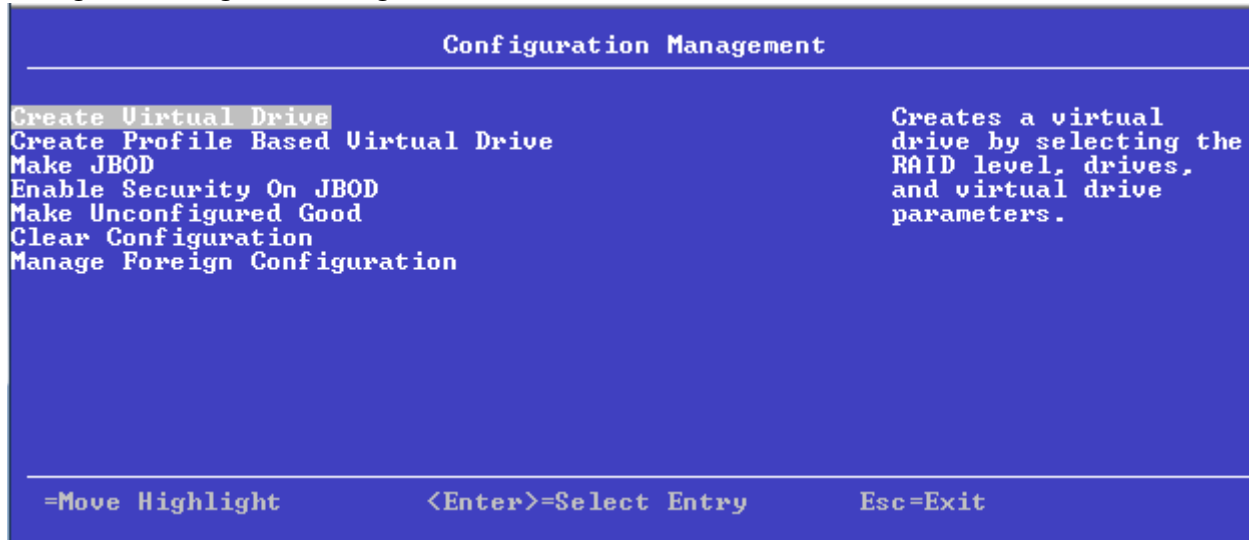 Configuration Management
Create Virtual Drive
Create Profile Based Virtual Drive
Make JBOD
Enable Security On JBOD
Make Unconfigured Good
Clear Configuration
Manage Foreign Configuration
Creates a virtual
drive by selecting the
RAID level, drives,
and virtual drive
parameters.
=Move Highlight <Enter>=Select Entry Esc=Exit